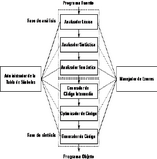 Programa Fuente
Fase de análisis
Analizador Léxico
Analizador Sintáctico
Analizador Semántico
Administrador de la
Tabla de Símbolos
Manejador de Errores
Generador de
Código Intermedio
Optimizador de Código
Fase de síntesis
Generador de Código
Programa Objeto